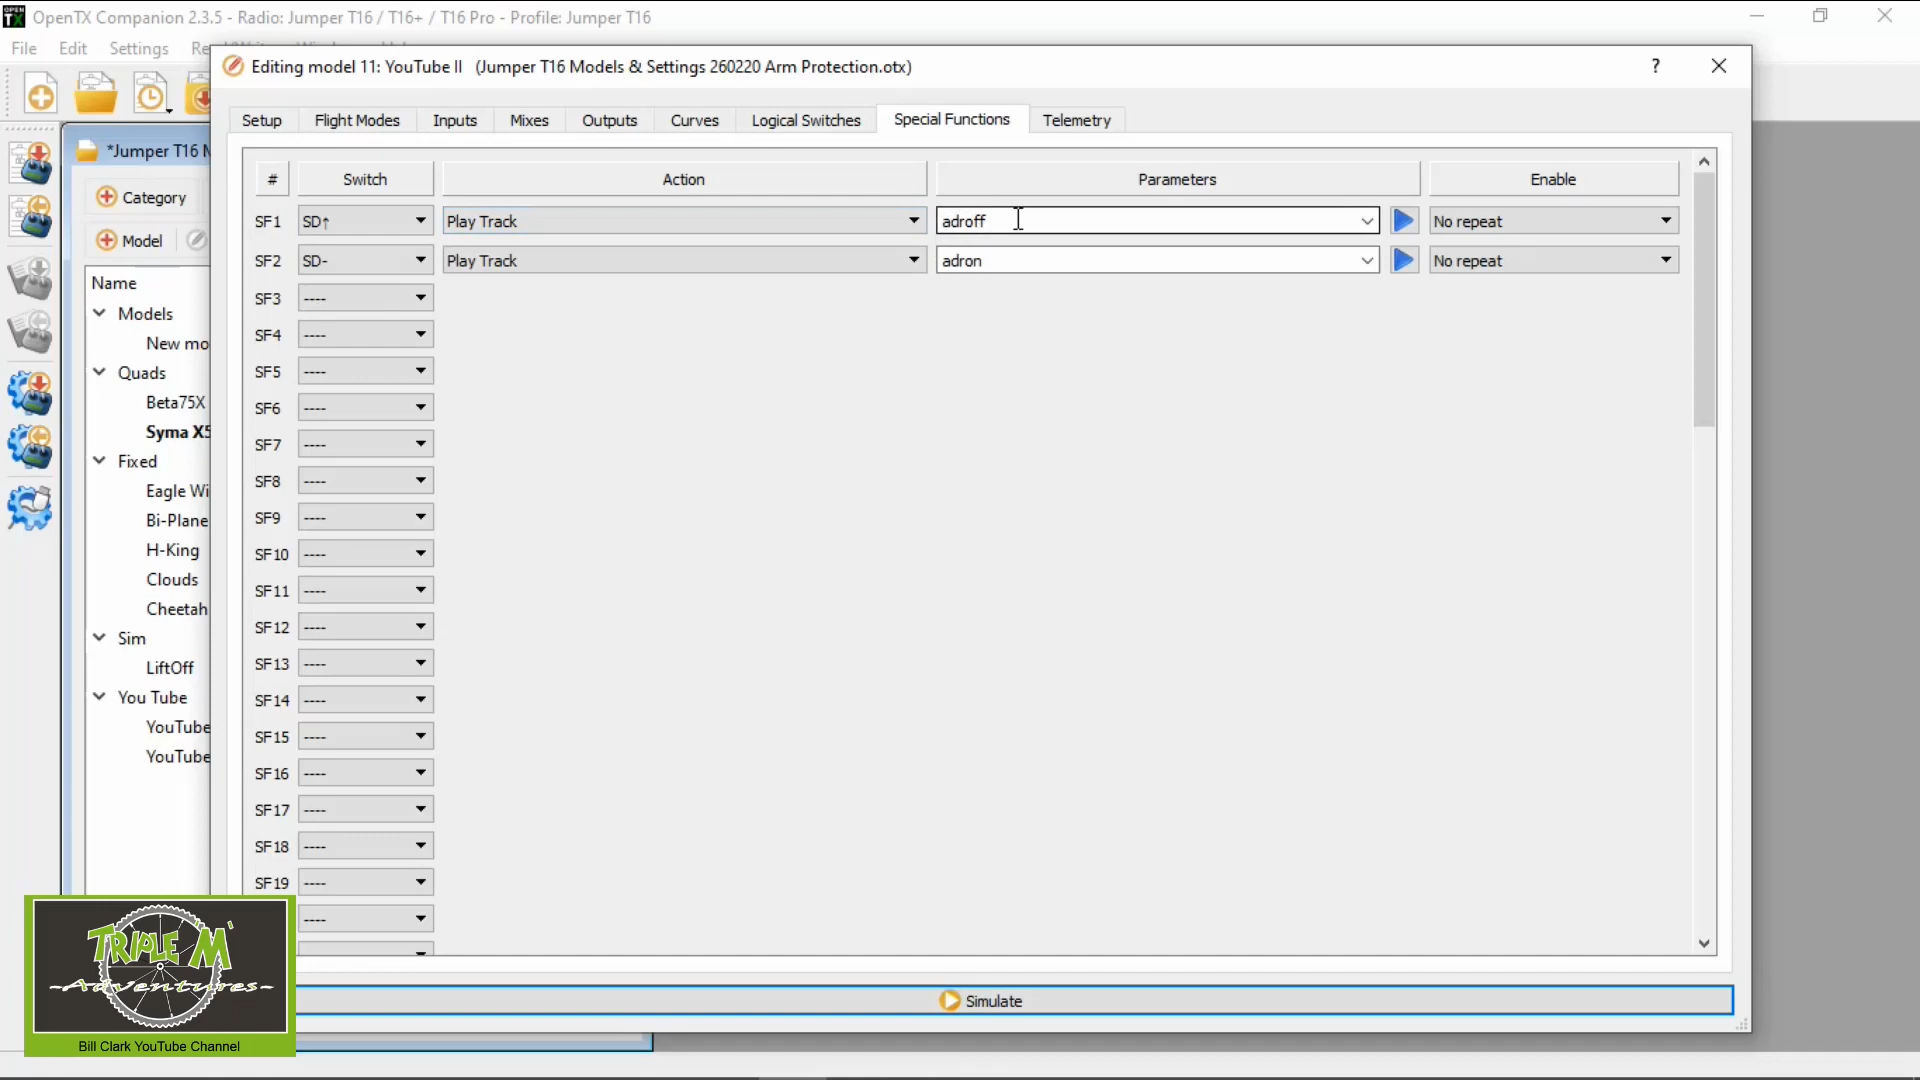 OpenTX Companion 2.3.5 - Radio: Jumper T16 / T16+ / T16 Pro - Profile: Jumper T16
File Edit Settings
Editing model 11: YouTube II (Jumper T16 Models & Settings 260220 Arm Protection.otx)
Setup Flight Modes Inputs Mixes Outputs Curves Logical Switches Special Functions Telemetry
*Jumper T16
Category
Model
Name
Models
New mo
Quads
Beta75X
Syma X5
Fixed
Eagle Wi
Bi-Plane
H-King
Clouds
Cheetah
Sim
LiftOff
You Tube
YouTube
YouTube
# Switch Action Parameters Enable
SF1 SD↑ Play Track adroff No repeat
SF2 SD- Play Track adron No repeat
SF3 ----
SF4 ----
SF5 ----
SF6 ----
SF7 ----
SF8 ----
SF9 ----
SF10 ----
SF11 ----
SF12 ----
SF13 ----
SF14 ----
SF15 ----
SF16 ----
SF17 ----
SF18 ----
SF19 ----
----
Simulate
TRIPLE M'
-Adventures-
Bill Clark YouTube Channel